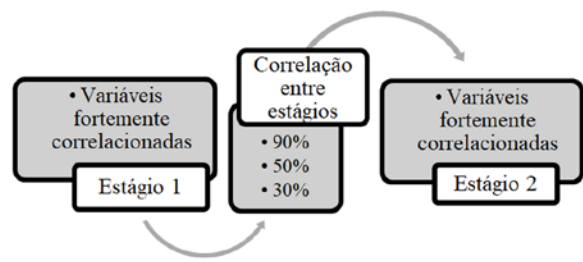 • Variáveis
fortemente
correlacionadas
Estágio 1
Correlação
entre
estágios
• 90%
• 50%
• 30%
• Variáveis
fortemente
correlacionadas
Estágio 2